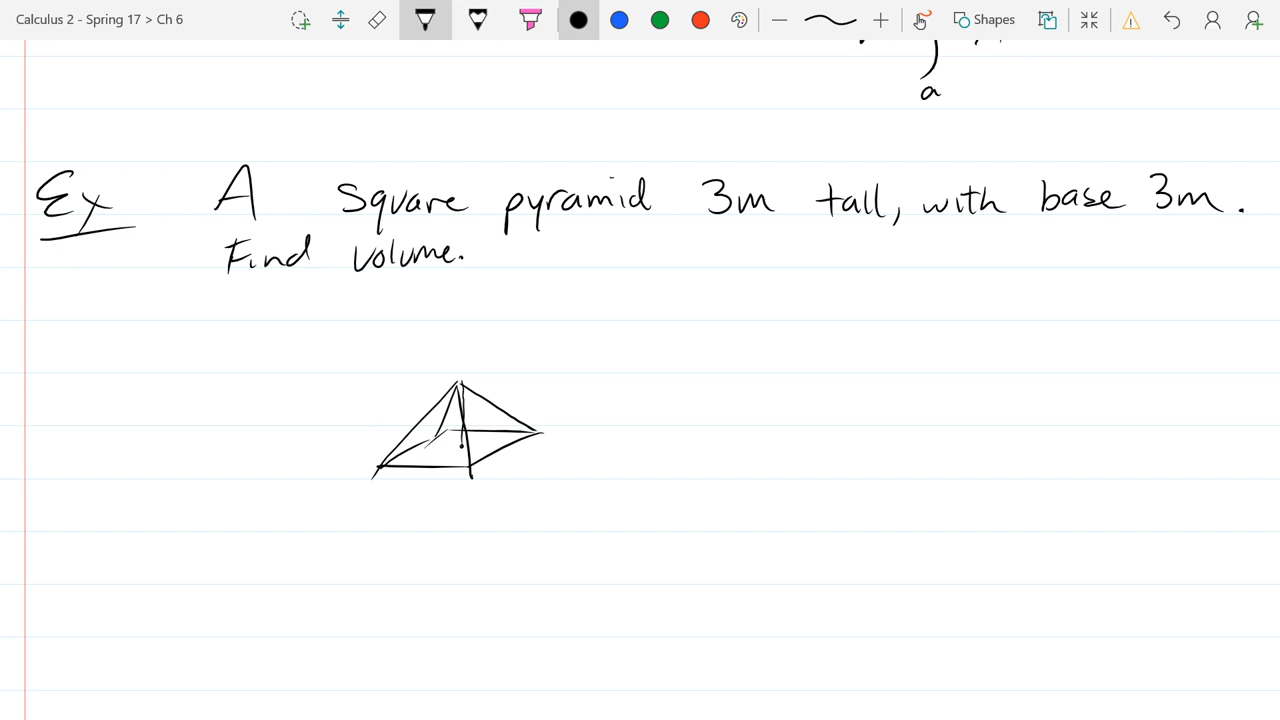 Calculus 2 - Spring 17 > Ch 6
Shapes
a
Ex A square pyramid 3m tall, with base 3m.
Find volume.